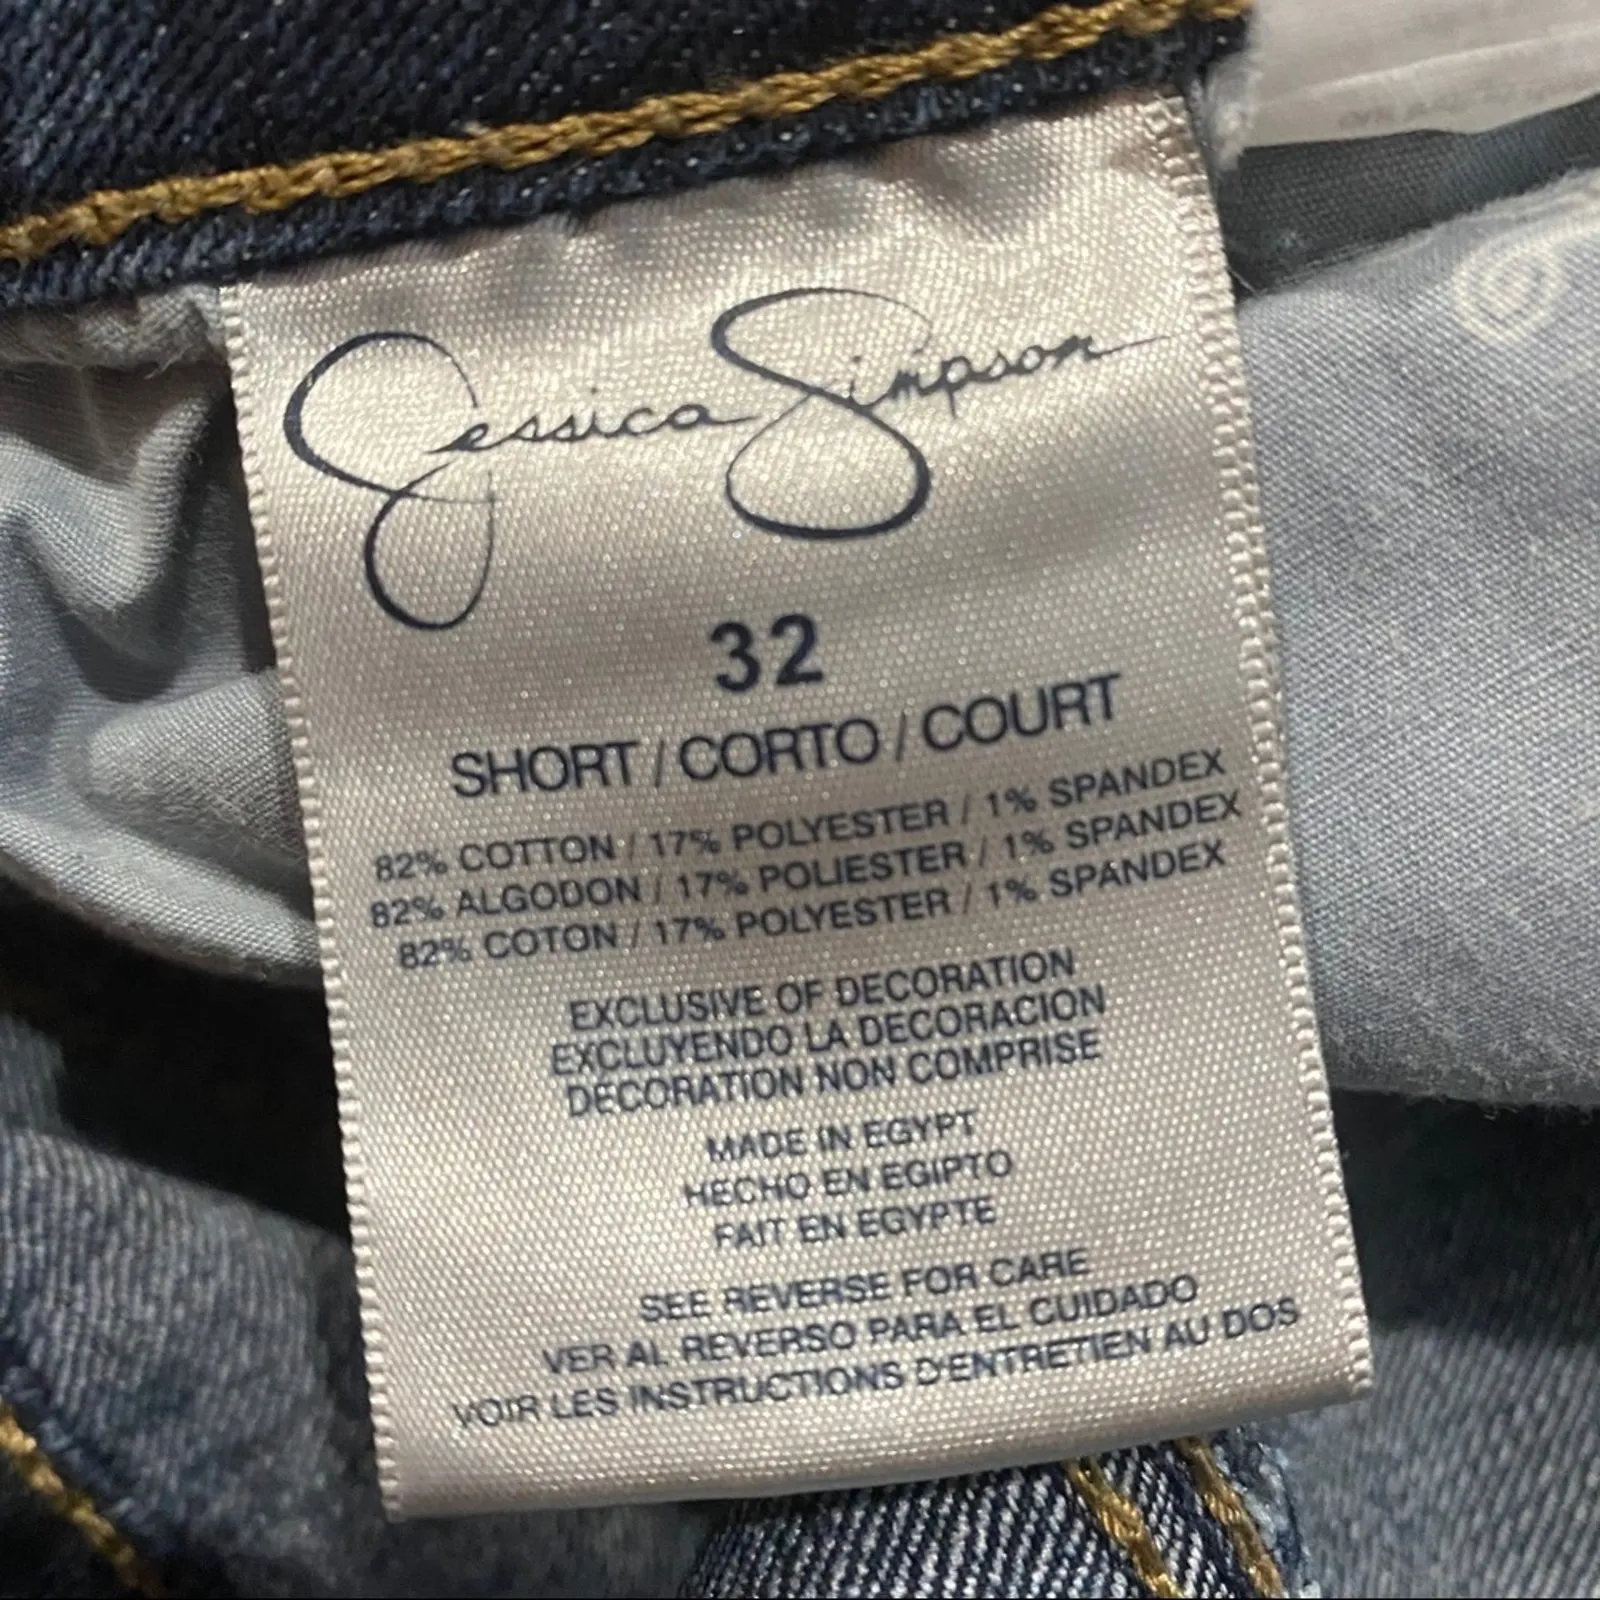 Jessica Simpson
32
SHORT / CORTO / COURT
82% COTTON / 17% POLYESTER / 1% SPANDEX
82% ALGODON / 17% POLIESTER / 1% SPANDEX
82% COTON / 17% POLYESTER / 1% SPANDEX
EXCLUSIVE OF DECORATION
EXCLUYENDO LA DECORACION
DECORATION NON COMPRISE
MADE IN EGYPT
HECHO EN EGIPTO
FAIT EN EGYPTE
SEE REVERSE FOR CARE
VER AL REVERSO PARA EL CUIDADO
VOIR LES INSTRUCTIONS D'ENTRETIEN AU DOS